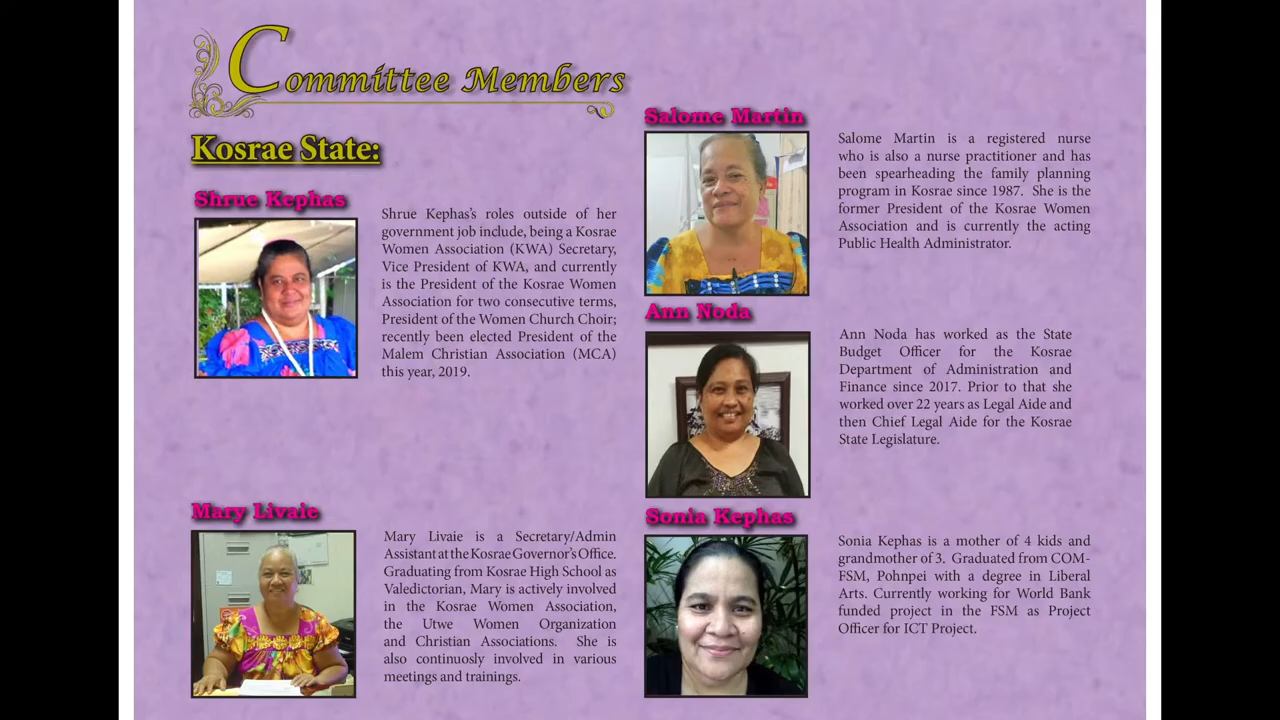 Committee Members
Kosrae State:
Shrue Kephas
Shrue Kephas's roles outside of her
government job include, being a Kosrae
Women Association (KWA) Secretary,
Vice President of KWA, and currently
is the President of the Kosrae Women
Association for two consecutive terms,
President of the Women Church Choir;
recently been elected President of the
Malem Christian Association (MCA)
this year, 2019.
Mary Livaie
Mary Livaie is a Secretary/Admin
Assistant at the Kosrae Governor's Office.
Graduating from Kosrae High School as
Valedictorian, Mary is actively involved
in the Kosrae Women Association,
the Utwe Women Organization
and Christian Associations. She is
also continuosly involved in various
meetings and trainings.
Salome Martin
Salome Martin is a registered nurse
who is also a nurse practitioner and has
been spearheading the family planning
program in Kosrae since 1987. She is the
former President of the Kosrae Women
Association and is currently the acting
Public Health Administrator.
Ann Noda
Ann Noda has worked as the State
Budget Officer for the Kosrae
Department of Administration and
Finance since 2017. Prior to that she
worked over 22 years as Legal Aide and
then Chief Legal Aide for the Kosrae
State Legislature.
Sonia Kephas
Sonia Kephas is a mother of 4 kids and
grandmother of 3. Graduated from COM-
FSM, Pohnpei with a degree in Liberal
Arts. Currently working for World Bank
funded project in the FSM as Project
Officer for ICT Project.